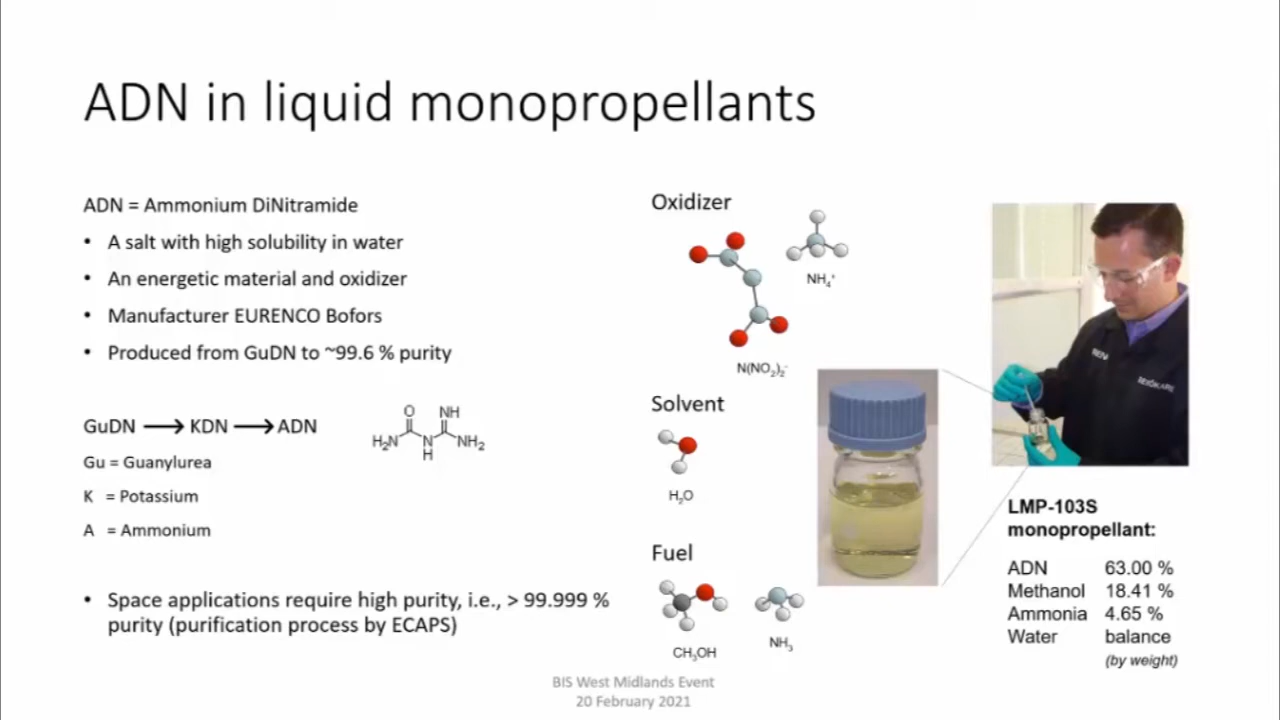 ADN in liquid monopropellants
ADN = Ammonium DiNitramide
• A salt with high solubility in water
• An energetic material and oxidizer
• Manufacturer EURENCO Bofors
• Produced from GuDN to ~99.6 % purity
GuDN ⟶ KDN ⟶ ADN
O NH
H₂N N NH₂
H
Gu = Guanylurea
K = Potassium
A = Ammonium
• Space applications require high purity, i.e., > 99.999 %
purity (purification process by ECAPS)
Oxidizer
NH₄⁺
N(NO₂)₂⁻
Solvent
H₂O
Fuel
CH₃OH
NH₃
LMP-103S
monopropellant:
ADN 63.00 %
Methanol 18.41 %
Ammonia 4.65 %
Water balance
(by weight)
BIS West Midlands Event
20 February 2021